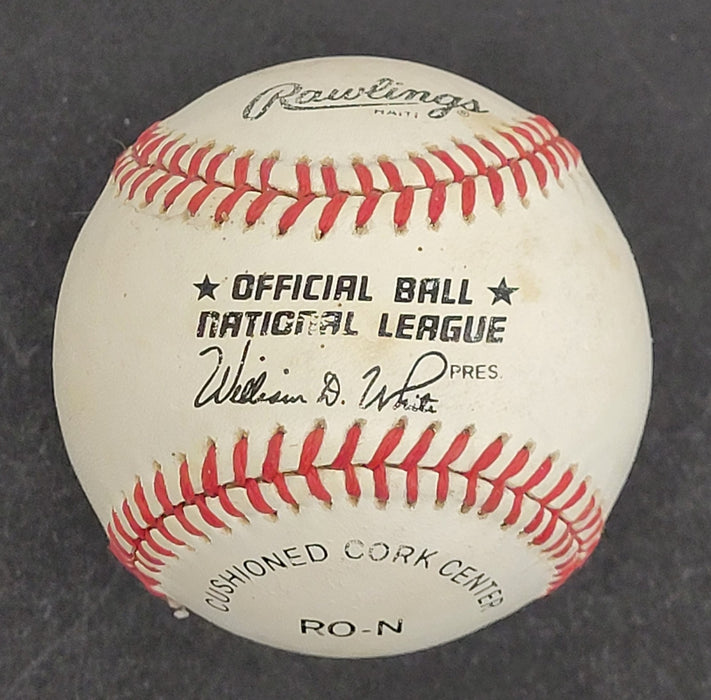 Rawlings®
HAITI
★ OFFICIAL BALL ★
NATIONAL LEAGUE
William D. White PRES.
CUSHIONED CORK CENTER
RO-N